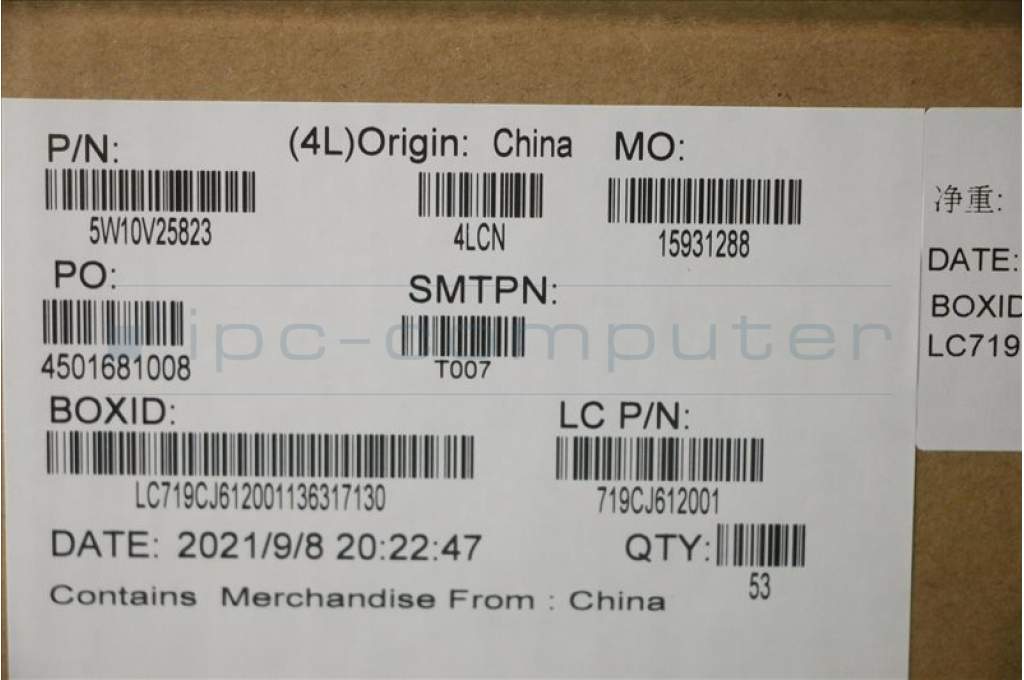 P/N: (4L)Origin: China MO:
5W10V25823 4LCN 15931288
PO: SMTPN:
4501681008 T007
BOXID: LC P/N:
LC719CJ612001136317130 719CJ612001
DATE: 2021/9/8 20:22:47 QTY:
53
Contains Merchandise From : China
净重:
DATE:
BOXID
LC719
ipc-computer